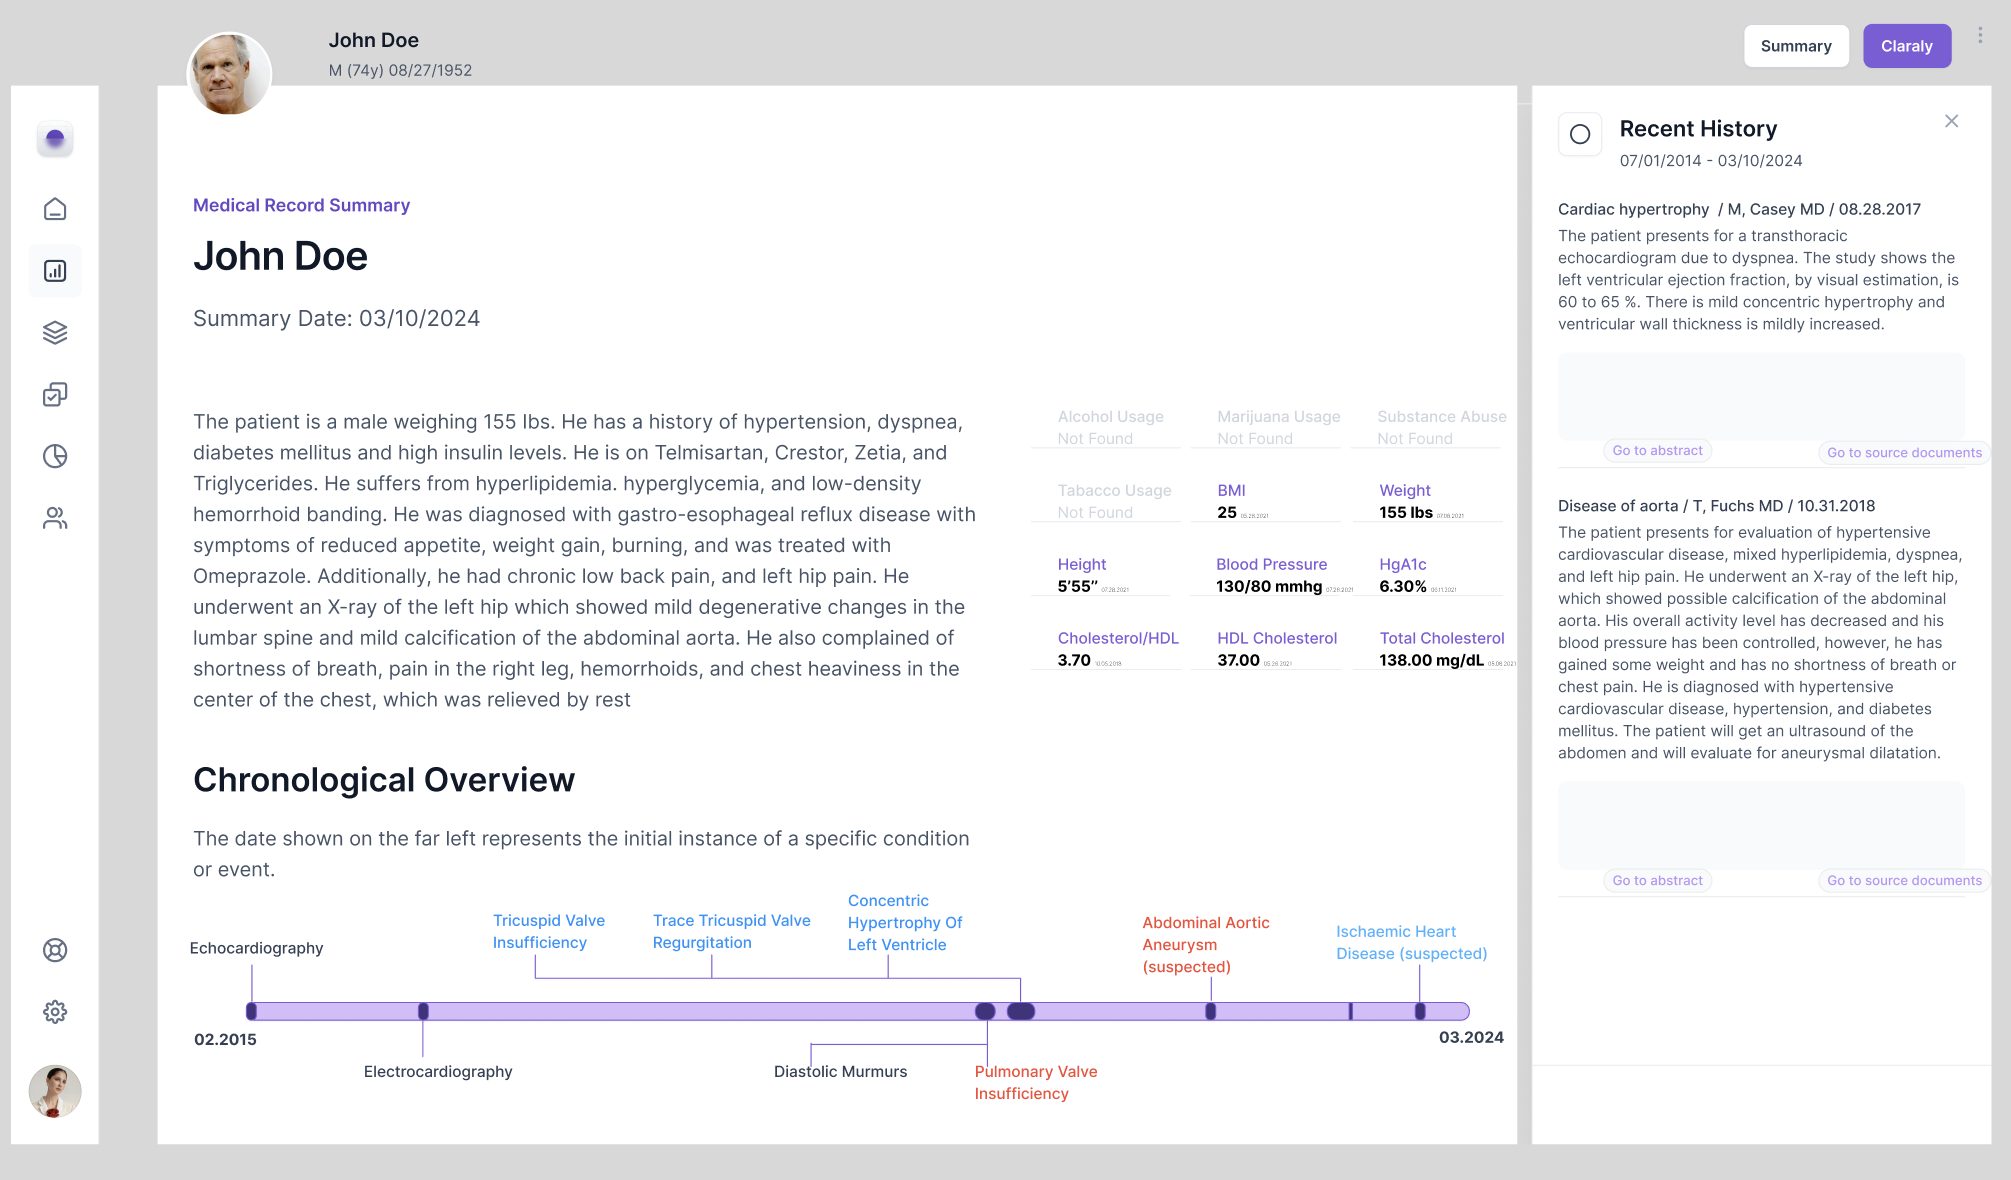 John Doe
M (74y) 08/27/1952
Summary
Claraly
Medical Record Summary
John Doe
Summary Date: 03/10/2024
The patient is a male weighing 155 lbs. He has a history of hypertension, dyspnea,
diabetes mellitus and high insulin levels. He is on Telmisartan, Crestor, Zetia, and
Triglycerides. He suffers from hyperlipidemia. hyperglycemia, and low-density
hemorrhoid banding. He was diagnosed with gastro-esophageal reflux disease with
symptoms of reduced appetite, weight gain, burning, and was treated with
Omeprazole. Additionally, he had chronic low back pain, and left hip pain. He
underwent an X-ray of the left hip which showed mild degenerative changes in the
lumbar spine and mild calcification of the abdominal aorta. He also complained of
shortness of breath, pain in the right leg, hemorrhoids, and chest heaviness in the
center of the chest, which was relieved by rest
Alcohol Usage
Not Found
Marijuana Usage
Not Found
Substance Abuse
Not Found
Tabacco Usage
Not Found
BMI
25
Weight
155 lbs
Height
5’55’’ 07.28.2021
Blood Pressure
130/80 mmhg 07.28.2021
HgA1c
6.30%
Cholesterol/HDL
3.70
HDL Cholesterol
37.00
Total Cholesterol
138.00 mg/dL
Chronological Overview
The date shown on the far left represents the initial instance of a specific condition
or event.
Echocardiography
Tricuspid Valve
Insufficiency
Trace Tricuspid Valve
Regurgitation
Concentric
Hypertrophy Of
Left Ventricle
Abdominal Aortic
Aneurysm
(suspected)
Ischaemic Heart
Disease (suspected)
02.2015
03.2024
Electrocardiography
Diastolic Murmurs
Pulmonary Valve
Insufficiency
Recent History
07/01/2014 - 03/10/2024
Cardiac hypertrophy / M, Casey MD / 08.28.2017
The patient presents for a transthoracic
echocardiogram due to dyspnea. The study shows the
left ventricular ejection fraction, by visual estimation, is
60 to 65 %. There is mild concentric hypertrophy and
ventricular wall thickness is mildly increased.
Go to abstract
Go to source documents
Disease of aorta / T, Fuchs MD / 10.31.2018
The patient presents for evaluation of hypertensive
cardiovascular disease, mixed hyperlipidemia, dyspnea,
and left hip pain. He underwent an X-ray of the left hip,
which showed possible calcification of the abdominal
aorta. His overall activity level has decreased and his
blood pressure has been controlled, however, he has
gained some weight and has no shortness of breath or
chest pain. He is diagnosed with hypertensive
cardiovascular disease, hypertension, and diabetes
mellitus. The patient will get an ultrasound of the
abdomen and will evaluate for aneurysmal dilatation.
Go to abstract
Go to source documents